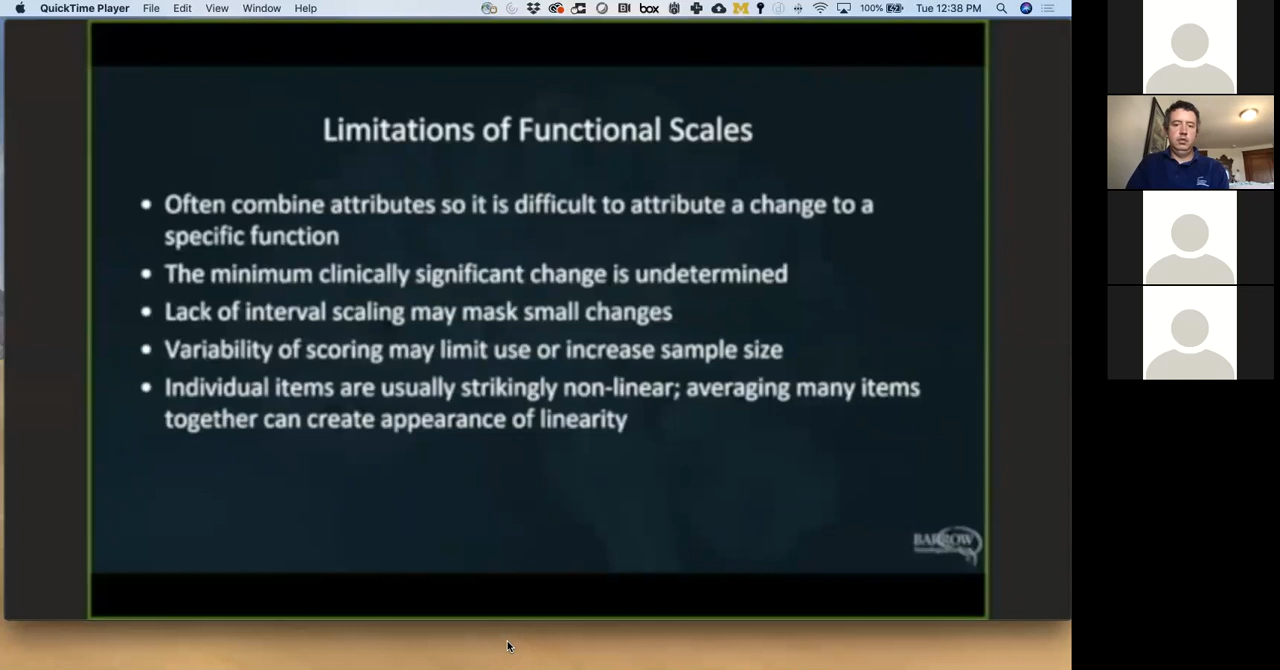 QuickTime Player File Edit View Window Help box 100% Tue 12:38 PM
Limitations of Functional Scales
• Often combine attributes so it is difficult to attribute a change to a
specific function
• The minimum clinically significant change is undetermined
• Lack of interval scaling may mask small changes
• Variability of scoring may limit use or increase sample size
• Individual items are usually strikingly non-linear; averaging many items
together can create appearance of linearity
BARROW